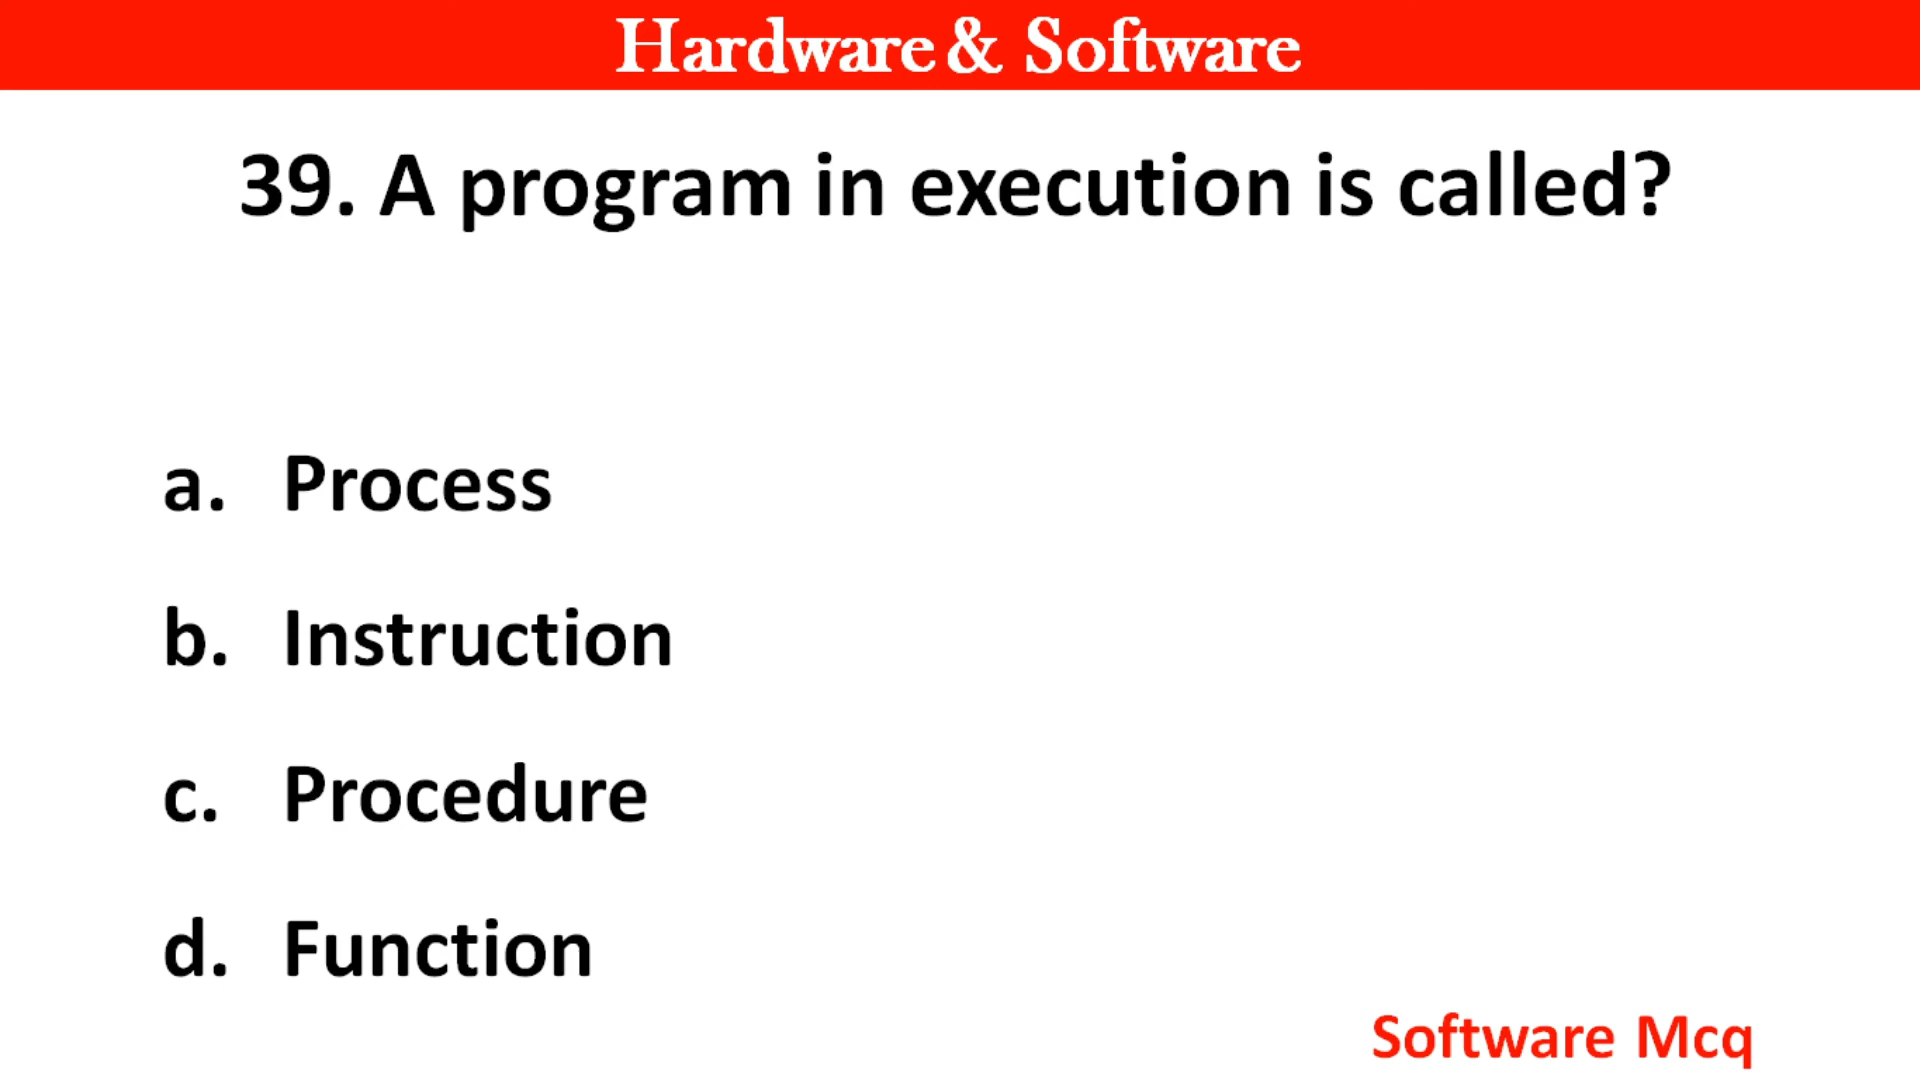 Hardware & Software
39. A program in execution is called?
a. Process
b. Instruction
c. Procedure
d. Function
Software Mcq